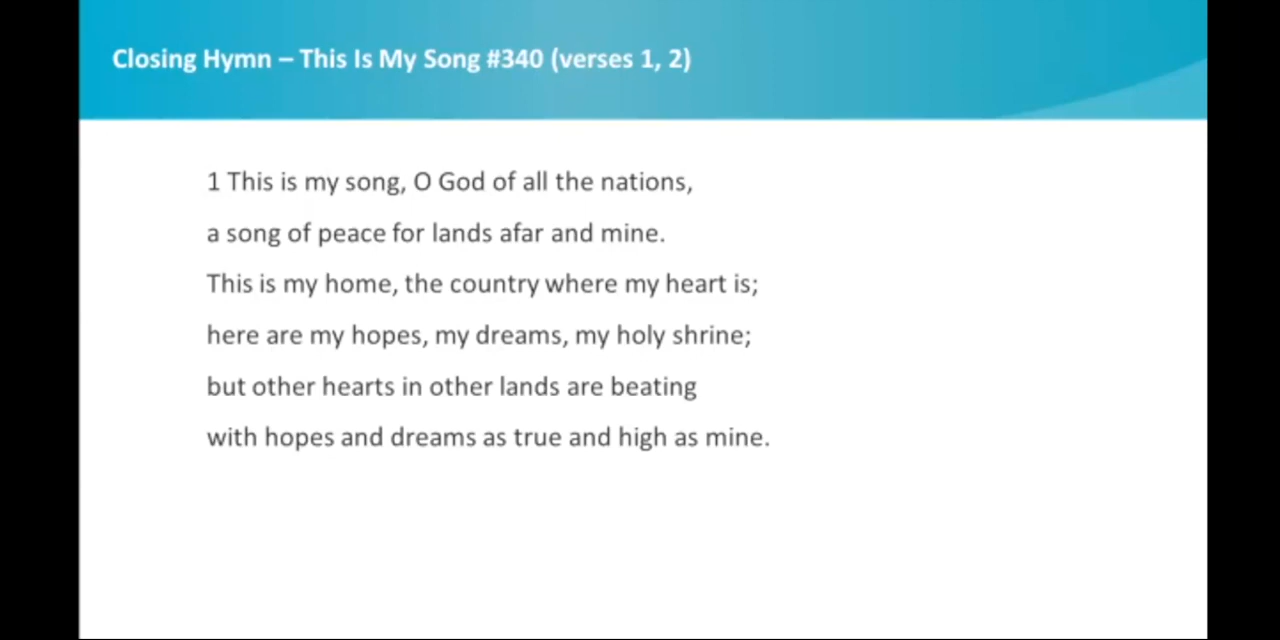 Closing Hymn – This Is My Song #340 (verses 1, 2)
1 This is my song, O God of all the nations,
a song of peace for lands afar and mine.
This is my home, the country where my heart is;
here are my hopes, my dreams, my holy shrine;
but other hearts in other lands are beating
with hopes and dreams as true and high as mine.